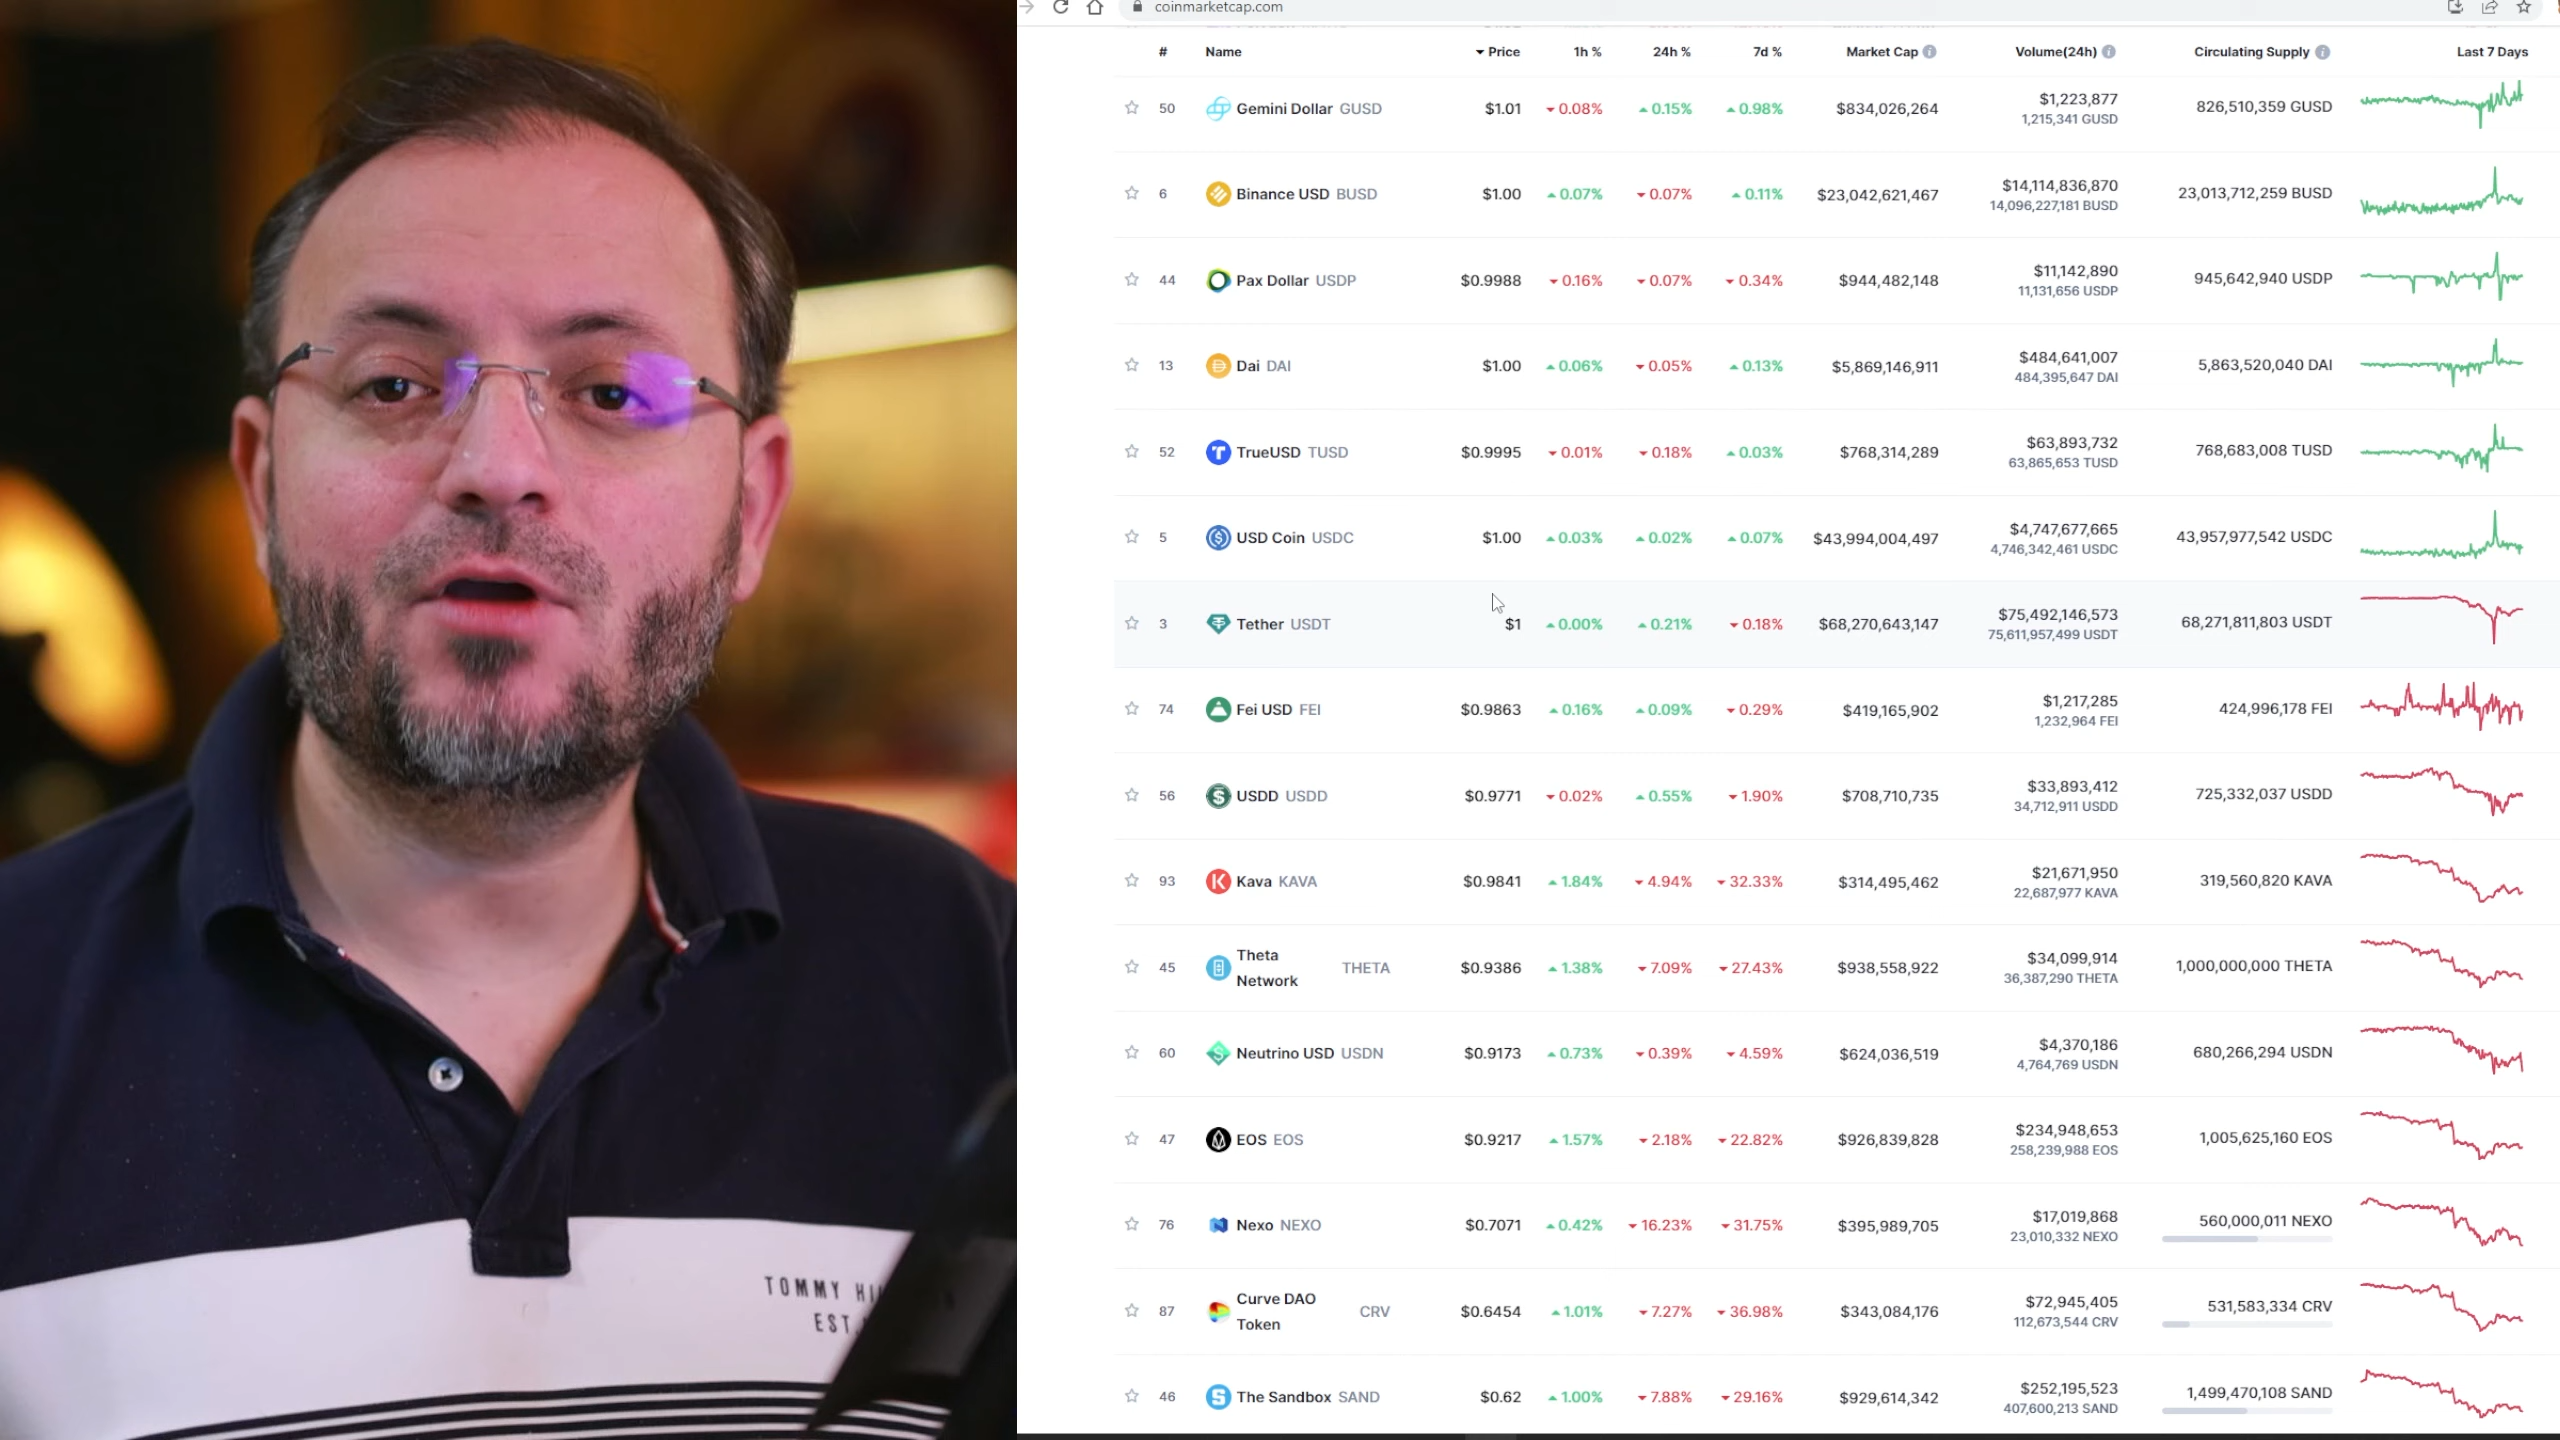 coinmarketcap.com
# Name Price 1h % 24h % 7d % Market Cap Volume(24h) Circulating Supply Last 7 Days
50 Gemini Dollar GUSD $1.01 0.08% 0.15% 0.98% $834,026,264 $1,223,877 826,510,359 GUSD
1,215,341 GUSD
6 Binance USD BUSD $1.00 0.07% 0.07% 0.11% $23,042,621,467 $14,114,836,870 23,013,712,259 BUSD
14,096,227,181 BUSD
44 Pax Dollar USDP $0.9988 0.16% 0.07% 0.34% $944,482,148 $11,142,890 945,642,940 USDP
11,131,656 USDP
13 Dai DAI $1.00 0.06% 0.05% 0.13% $5,869,146,911 $484,641,007 5,863,520,040 DAI
484,395,647 DAI
52 TrueUSD TUSD $0.9995 0.01% 0.18% 0.03% $768,314,289 $63,893,732 768,683,008 TUSD
63,865,653 TUSD
5 USD Coin USDC $1.00 0.03% 0.02% 0.07% $43,994,004,497 $4,747,677,665 43,957,977,542 USDC
4,746,342,461 USDC
3 Tether USDT $1 0.00% 0.21% 0.18% $68,270,643,147 $75,492,146,573 68,271,811,803 USDT
75,611,957,499 USDT
74 Fei USD FEI $0.9863 0.16% 0.09% 0.29% $419,165,902 $1,217,285 424,996,178 FEI
1,232,964 FEI
56 USDD USDD $0.9771 0.02% 0.55% 1.90% $708,710,735 $33,893,412 725,332,037 USDD
34,712,911 USDD
93 Kava KAVA $0.9841 1.84% 4.94% 32.33% $314,495,462 $21,671,950 319,560,820 KAVA
22,687,977 KAVA
45 Theta Network THETA $0.9386 1.38% 7.09% 27.43% $938,558,922 $34,099,914 1,000,000,000 THETA
36,387,290 THETA
60 Neutrino USD USDN $0.9173 0.73% 0.39% 4.59% $624,036,519 $4,370,186 680,266,294 USDN
4,764,769 USDN
47 EOS EOS $0.9217 1.57% 2.18% 22.82% $926,839,828 $234,948,653 1,005,625,160 EOS
258,239,988 EOS
76 Nexo NEXO $0.7071 0.42% 16.23% 31.75% $395,989,705 $17,019,868 560,000,011 NEXO
23,010,332 NEXO
87 Curve DAO Token CRV $0.6454 1.01% 7.27% 36.98% $343,084,176 $72,945,405 531,583,334 CRV
112,673,544 CRV
46 The Sandbox SAND $0.62 1.00% 7.88% 29.16% $929,614,342 $252,195,523 1,499,470,108 SAND
407,600,213 SAND
TOMMY
EST.